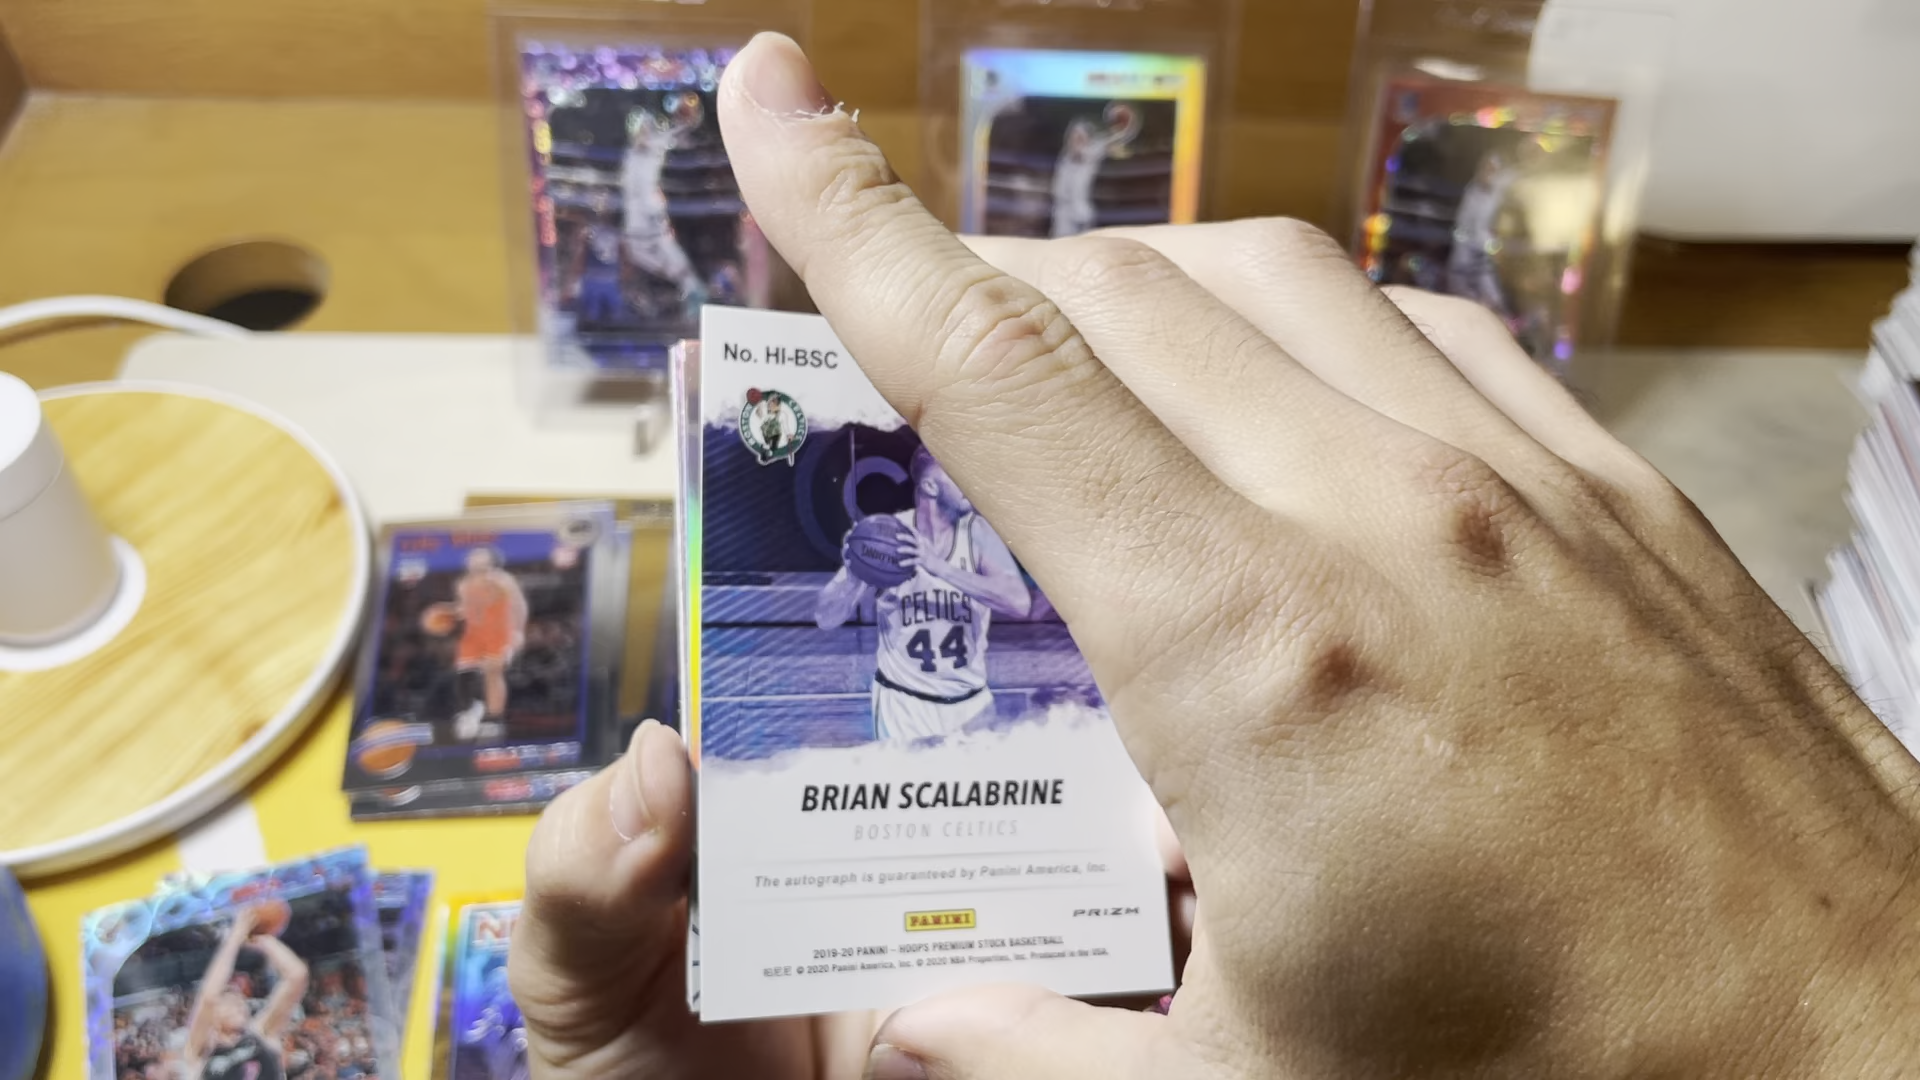 No. HI-BSC
BOSTON CELTICS
CELTICS
44
BRIAN SCALABRINE
BOSTON CELTICS
The autograph is guaranteed by Panini America, Inc.
PANINI
PRIZM
2019-20 PANINI – HOOPS PREMIUM STOCK BASKETBALL
© 2020 Panini America, Inc. © 2020 NBA Properties, Inc. Produced in the USA.